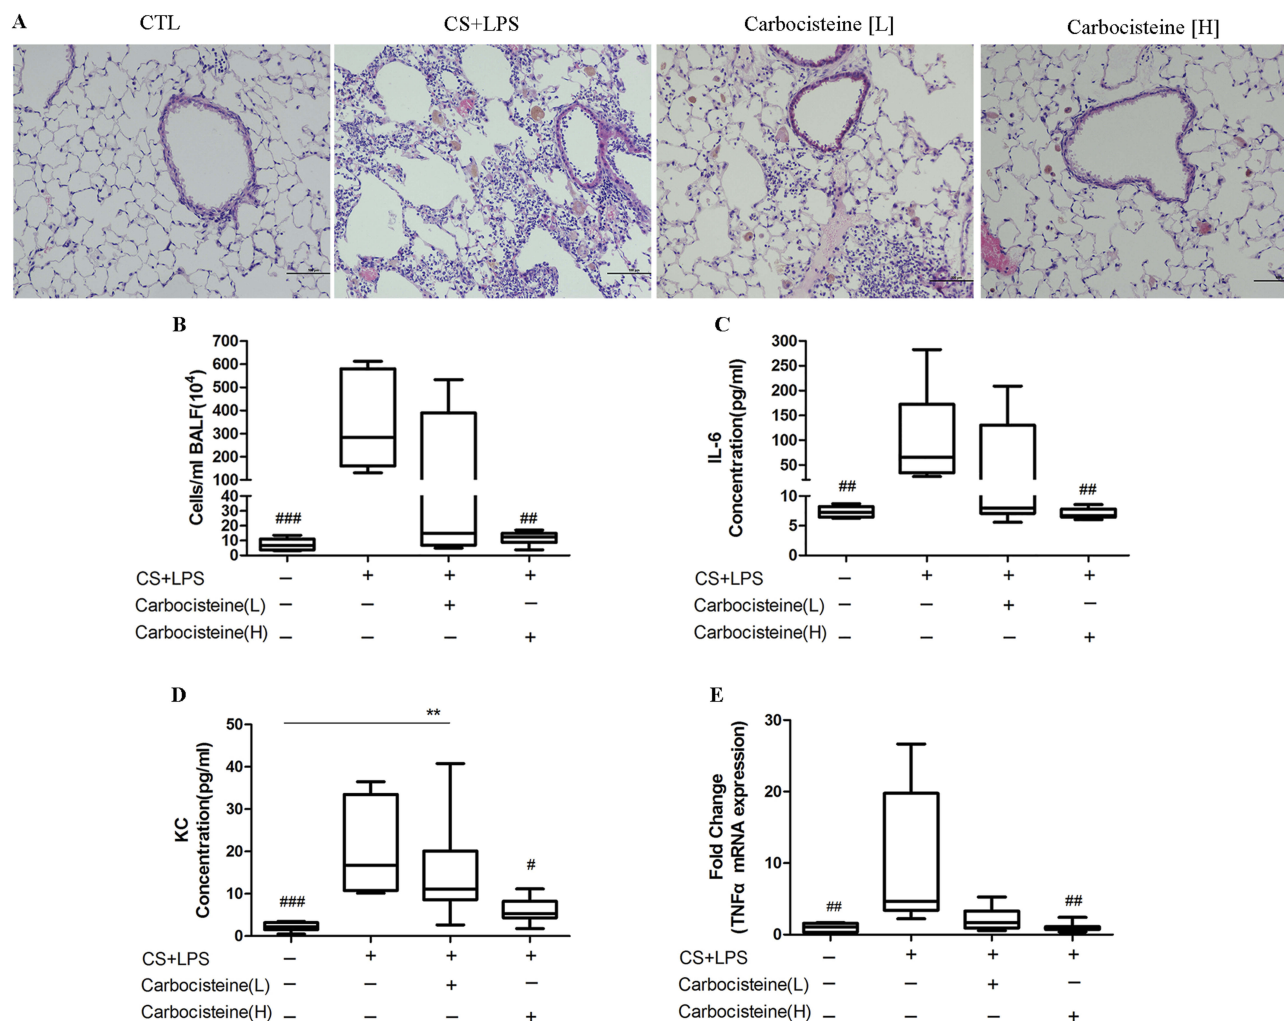 A
CTL
CS+LPS
Carbocisteine [L]
Carbocisteine [H]
B
Cells/ml BALF(10⁴)
700
600
500
400
300
200
100
40
30
20
10
0
###
##
CS+LPS – + + +
Carbocisteine(L) – – + –
Carbocisteine(H) – – – +
C
IL-6
Concentration(pg/ml)
300
250
200
150
100
50
10
5
0
##
##
CS+LPS – + + +
Carbocisteine(L) – – + –
Carbocisteine(H) – – – +
D
KC
Concentration(pg/ml)
50
40
30
20
10
0
**
###
#
CS+LPS – + + +
Carbocisteine(L) – – + –
Carbocisteine(H) – – – +
E
Fold Change
(TNFα mRNA expression)
30
20
10
0
##
##
CS+LPS – + + +
Carbocisteine(L) – – + –
Carbocisteine(H) – – – +